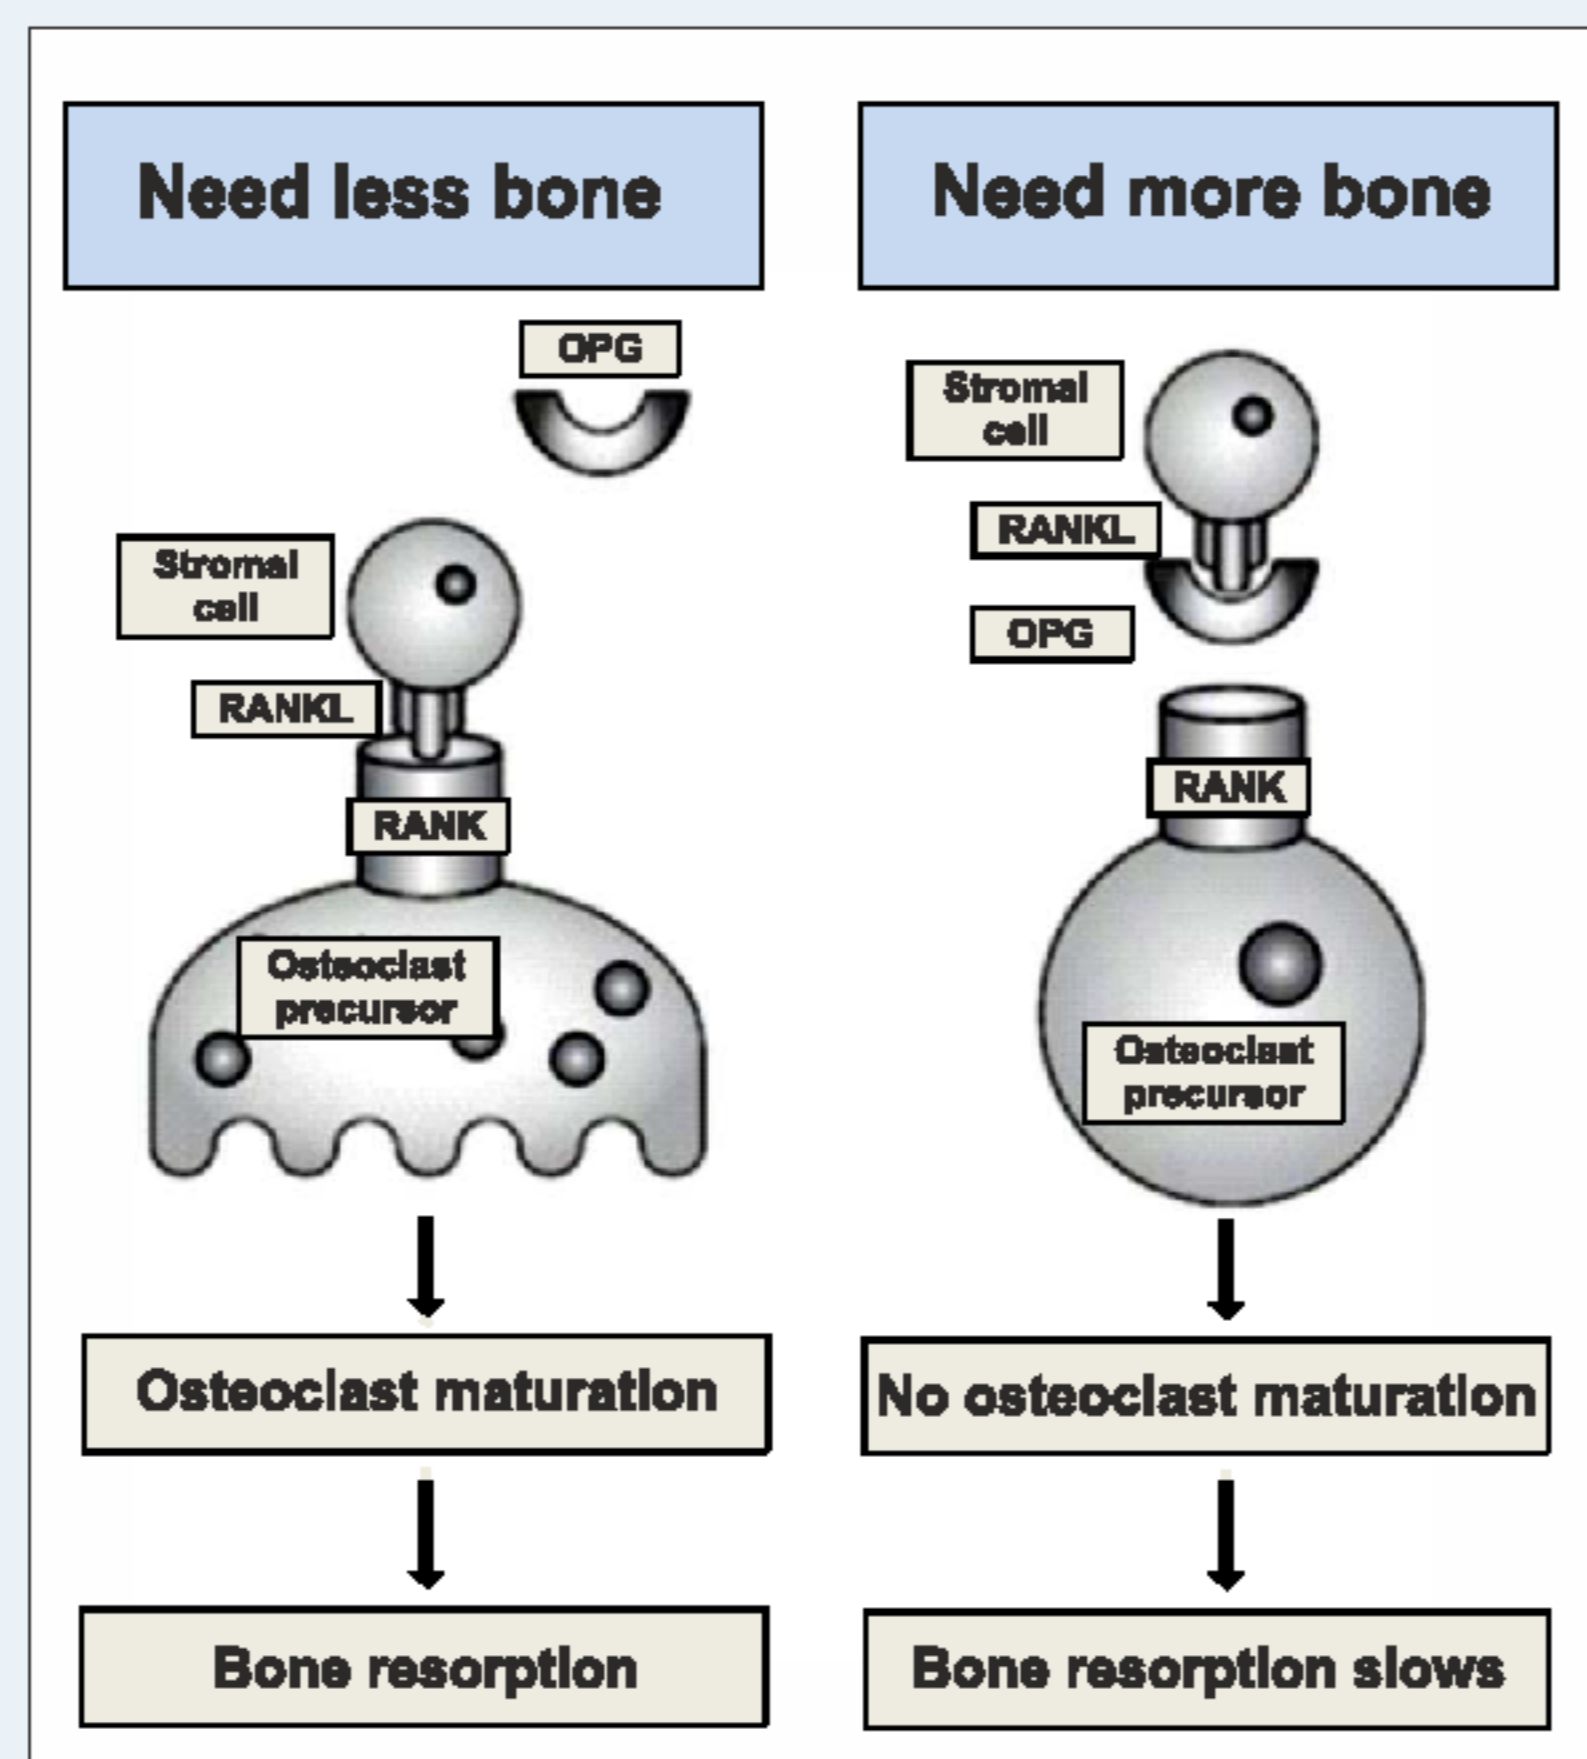 Need less bone
OPG
Stromal
cell
RANKL
RANK
Osteoclast
precursor
Osteoclast maturation
Bone resorption
Need more bone
Stromal
cell
RANKL
OPG
RANK
Osteoclast
precursor
No osteoclast maturation
Bone resorption slows